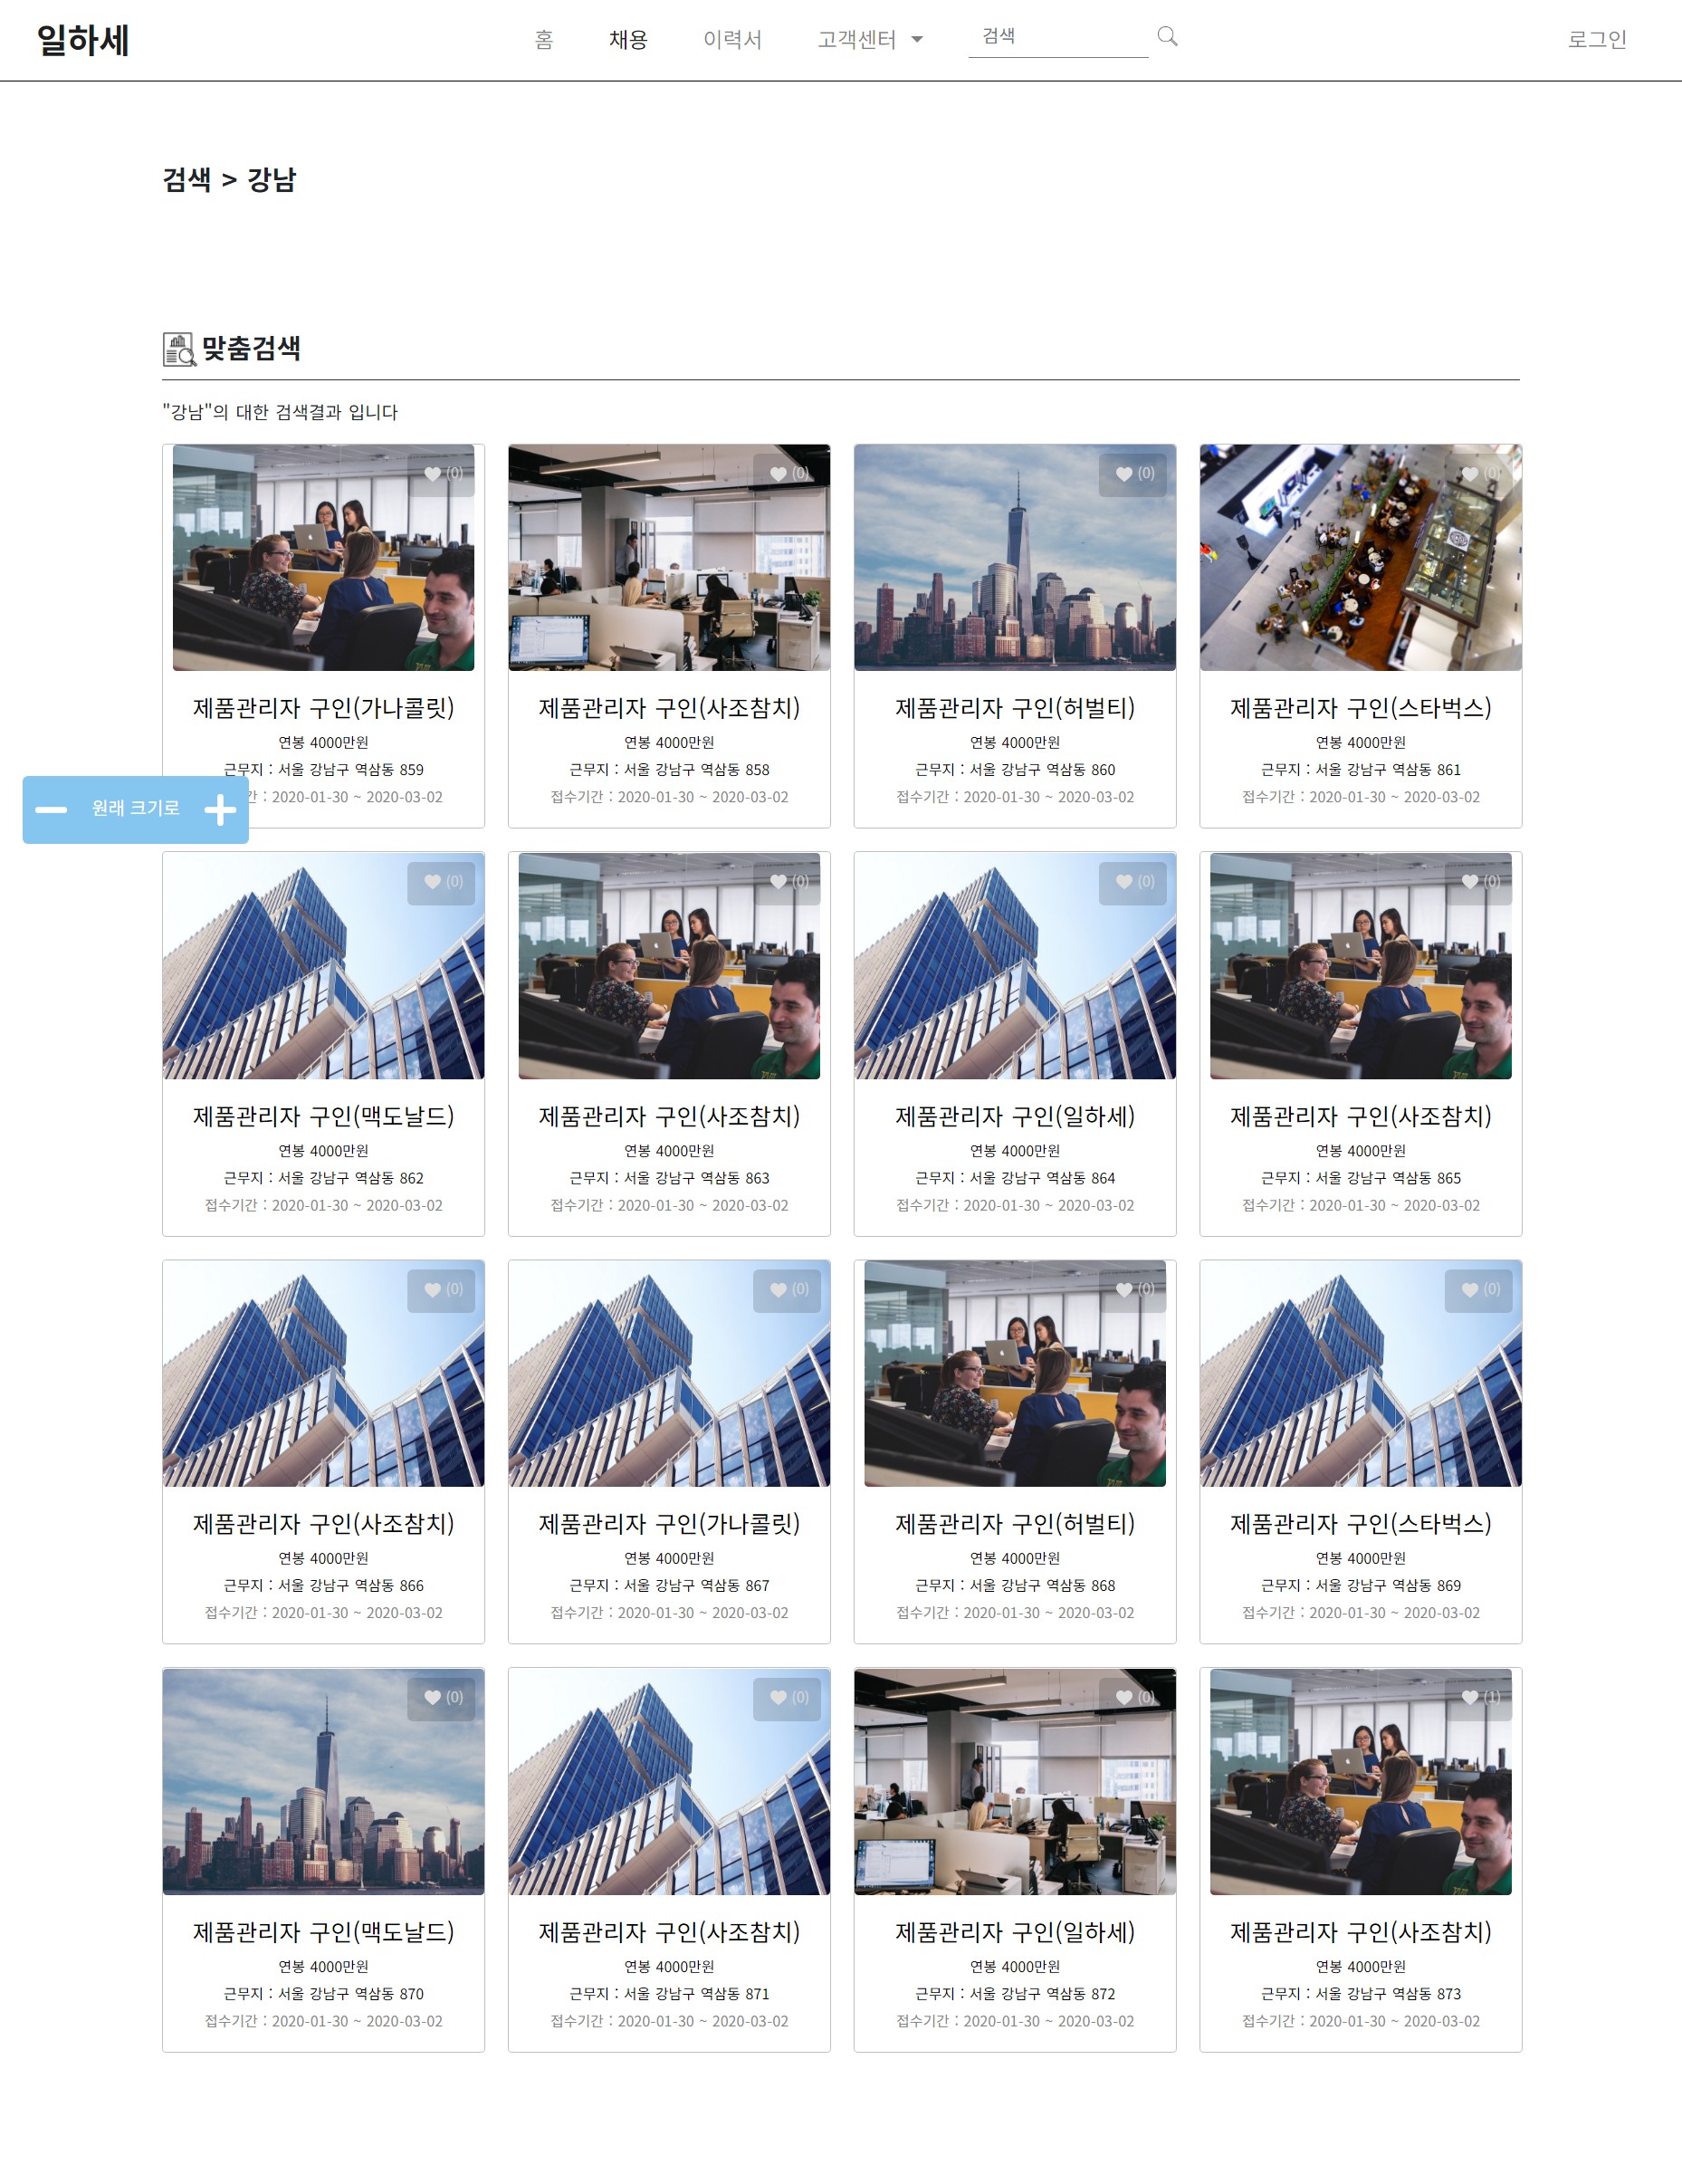 일하세
홈 채용 이력서 고객센터 검색 로그인
검색 > 강남
맞춤검색
"강남"의 대한 검색결과 입니다
(0) (0) (0) (0)
제품관리자 구인(가나콜릿) 제품관리자 구인(사조참치) 제품관리자 구인(허벌티) 제품관리자 구인(스타벅스)
연봉 4000만원 연봉 4000만원 연봉 4000만원 연봉 4000만원
근무지 : 서울 강남구 역삼동 859 근무지 : 서울 강남구 역삼동 858 근무지 : 서울 강남구 역삼동 860 근무지 : 서울 강남구 역삼동 861
간 : 2020-01-30 ~ 2020-03-02 접수기간 : 2020-01-30 ~ 2020-03-02 접수기간 : 2020-01-30 ~ 2020-03-02 접수기간 : 2020-01-30 ~ 2020-03-02
원래 크기로
(0) (0) (0) (0)
제품관리자 구인(맥도날드) 제품관리자 구인(사조참치) 제품관리자 구인(일하세) 제품관리자 구인(사조참치)
연봉 4000만원 연봉 4000만원 연봉 4000만원 연봉 4000만원
근무지 : 서울 강남구 역삼동 862 근무지 : 서울 강남구 역삼동 863 근무지 : 서울 강남구 역삼동 864 근무지 : 서울 강남구 역삼동 865
접수기간 : 2020-01-30 ~ 2020-03-02 접수기간 : 2020-01-30 ~ 2020-03-02 접수기간 : 2020-01-30 ~ 2020-03-02 접수기간 : 2020-01-30 ~ 2020-03-02
(0) (0) (0) (0)
제품관리자 구인(사조참치) 제품관리자 구인(가나콜릿) 제품관리자 구인(허벌티) 제품관리자 구인(스타벅스)
연봉 4000만원 연봉 4000만원 연봉 4000만원 연봉 4000만원
근무지 : 서울 강남구 역삼동 866 근무지 : 서울 강남구 역삼동 867 근무지 : 서울 강남구 역삼동 868 근무지 : 서울 강남구 역삼동 869
접수기간 : 2020-01-30 ~ 2020-03-02 접수기간 : 2020-01-30 ~ 2020-03-02 접수기간 : 2020-01-30 ~ 2020-03-02 접수기간 : 2020-01-30 ~ 2020-03-02
(0) (0) (0) (1)
제품관리자 구인(맥도날드) 제품관리자 구인(사조참치) 제품관리자 구인(일하세) 제품관리자 구인(사조참치)
연봉 4000만원 연봉 4000만원 연봉 4000만원 연봉 4000만원
근무지 : 서울 강남구 역삼동 870 근무지 : 서울 강남구 역삼동 871 근무지 : 서울 강남구 역삼동 872 근무지 : 서울 강남구 역삼동 873
접수기간 : 2020-01-30 ~ 2020-03-02 접수기간 : 2020-01-30 ~ 2020-03-02 접수기간 : 2020-01-30 ~ 2020-03-02 접수기간 : 2020-01-30 ~ 2020-03-02